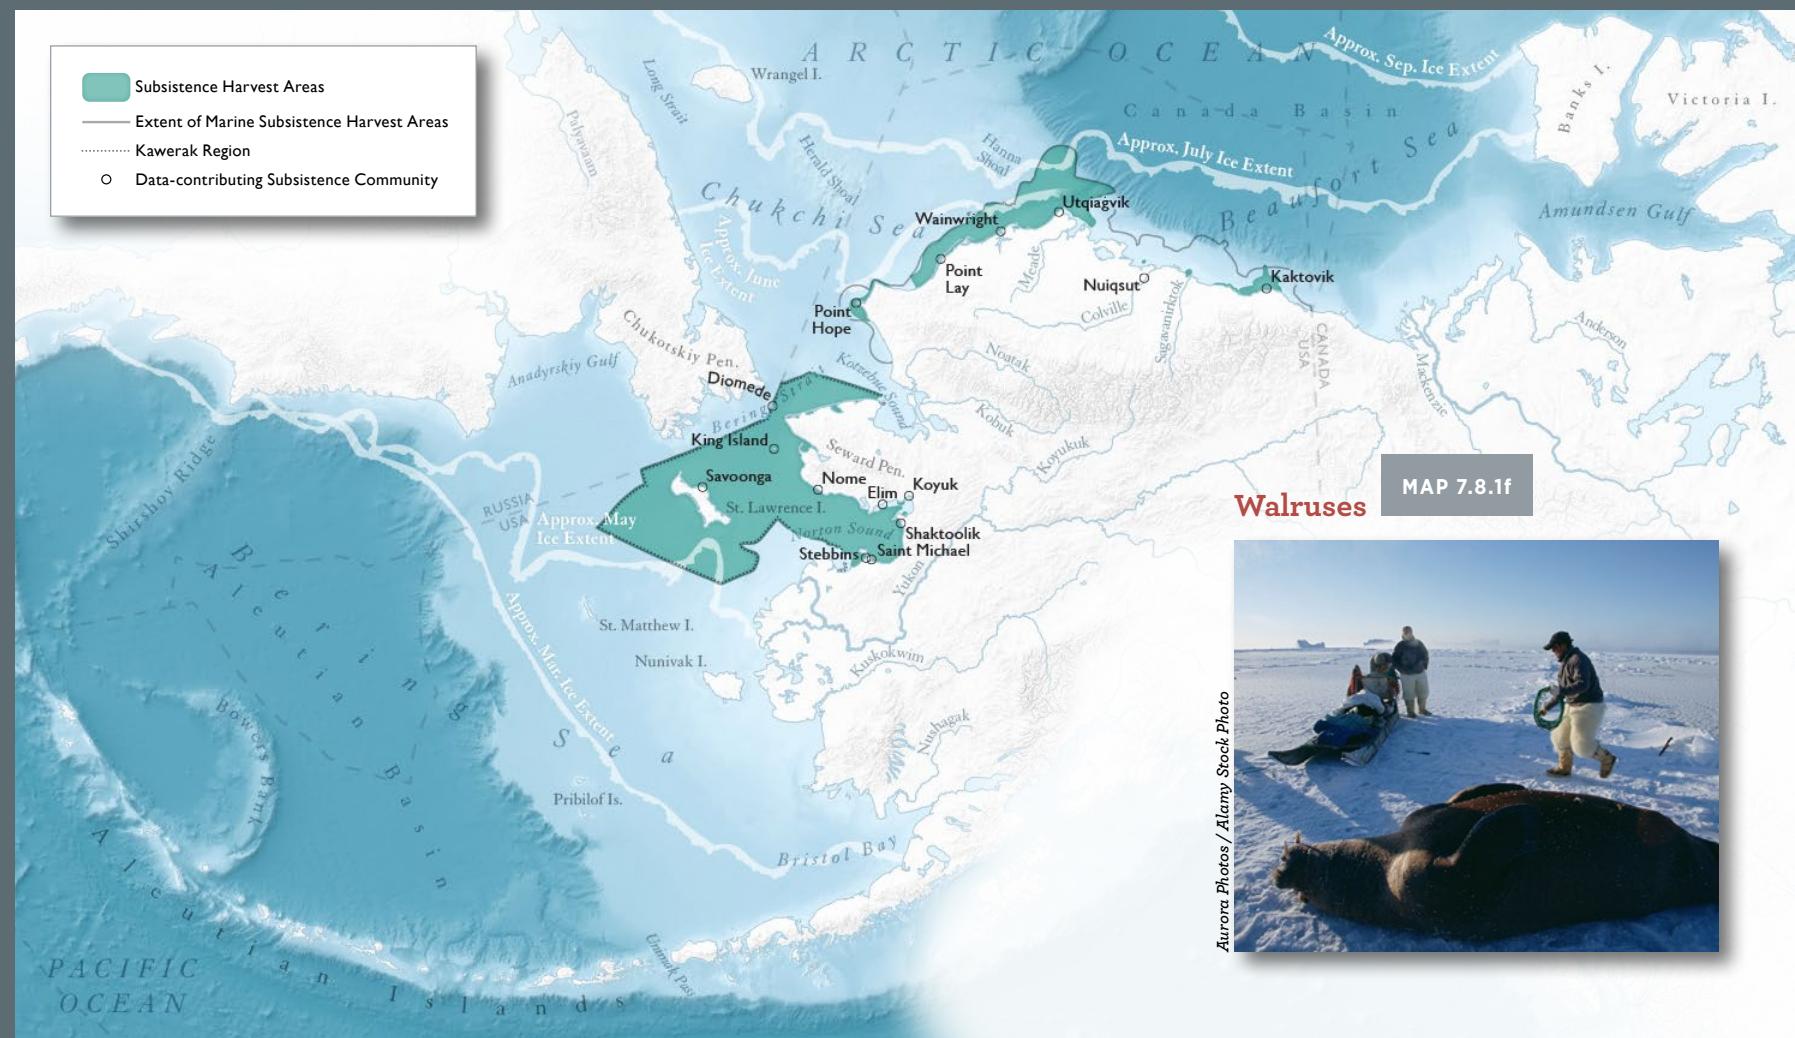 Subsistence Harvest Areas
Extent of Marine Subsistence Harvest Areas
Kawerak Region
Data-contributing Subsistence Community
ARCTIC OCEAN
Approx. Sep. Ice Extent
Wrangel I.
Long Strait
Palyavaam
Herald Shoal
Hanna
Shoal
Canada Basin
Banks I.
Victoria I.
Approx. July Ice Extent
Beaufort Sea
Amundsen Gulf
Chukchi Sea
Approx. June
Ice Extent
Wainwright
Utqiagvik
Point
Lay
Meade
Nuiqsut
Colville
Sagavanirktok
Kaktovik
Point
Hope
CANADA
USA
Mackenzie
Anderson
Chukotskiy Pen.
Anadyrskiy Gulf
Diomede
Bering Strait
Kotzebue
Sound
Noatak
Kobuk
Koyukuk
King Island
Seward Pen.
Savoonga
Nome
Elim
Koyuk
St. Lawrence I.
Norton Sound
Shaktoolik
Stebbins
Saint Michael
Yukon
RUSSIA
USA
Approx. May
Ice Extent
Shirshov Ridge
Bering Sea
Aleutian Basin
Approx. Mar. Ice Extent
St. Matthew I.
Nunivak I.
Kuskokwim
Nushagak
Bowers Bank
Pribilof Is.
Bristol Bay
Aleutian Islands
Umnak Pass
PACIFIC
OCEAN
Walruses
MAP 7.8.1f
Aurora Photos / Alamy Stock Photo